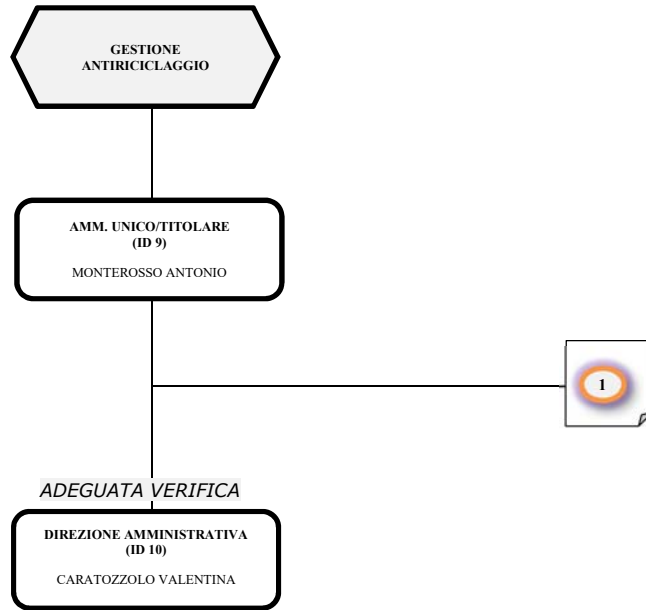 GESTIONE
ANTIRICICLAGGIO
AMM. UNICO/TITOLARE
(ID 9)
MONTEROSSO ANTONIO
1
ADEGUATA VERIFICA
DIREZIONE AMMINISTRATIVA
(ID 10)
CARATOZZOLO VALENTINA